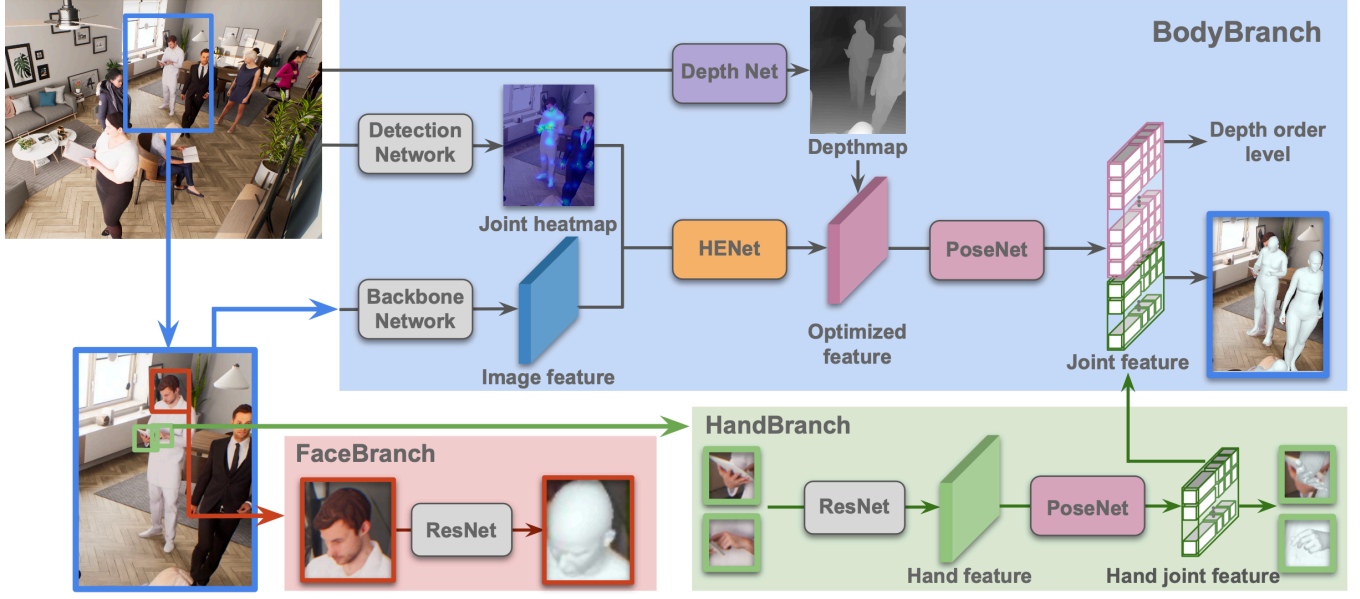 BodyBranch
Depth Net
Depthmap
Detection
Network
Joint heatmap
Depth order
level
HENet
PoseNet
Backbone
Network
Image feature
Optimized
feature
Joint feature
FaceBranch
ResNet
HandBranch
ResNet
Hand feature
PoseNet
Hand joint feature